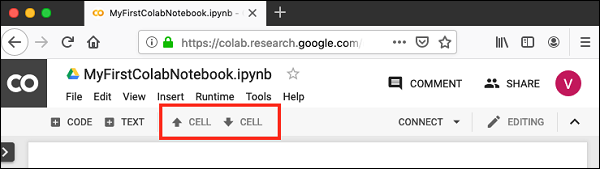 MyFirstColabNotebook.ipynb -
https://colab.research.google.com/
CO MyFirstColabNotebook.ipynb
COMMENT SHARE V
File Edit View Insert Runtime Tools Help
CODE TEXT CELL CELL CONNECT EDITING